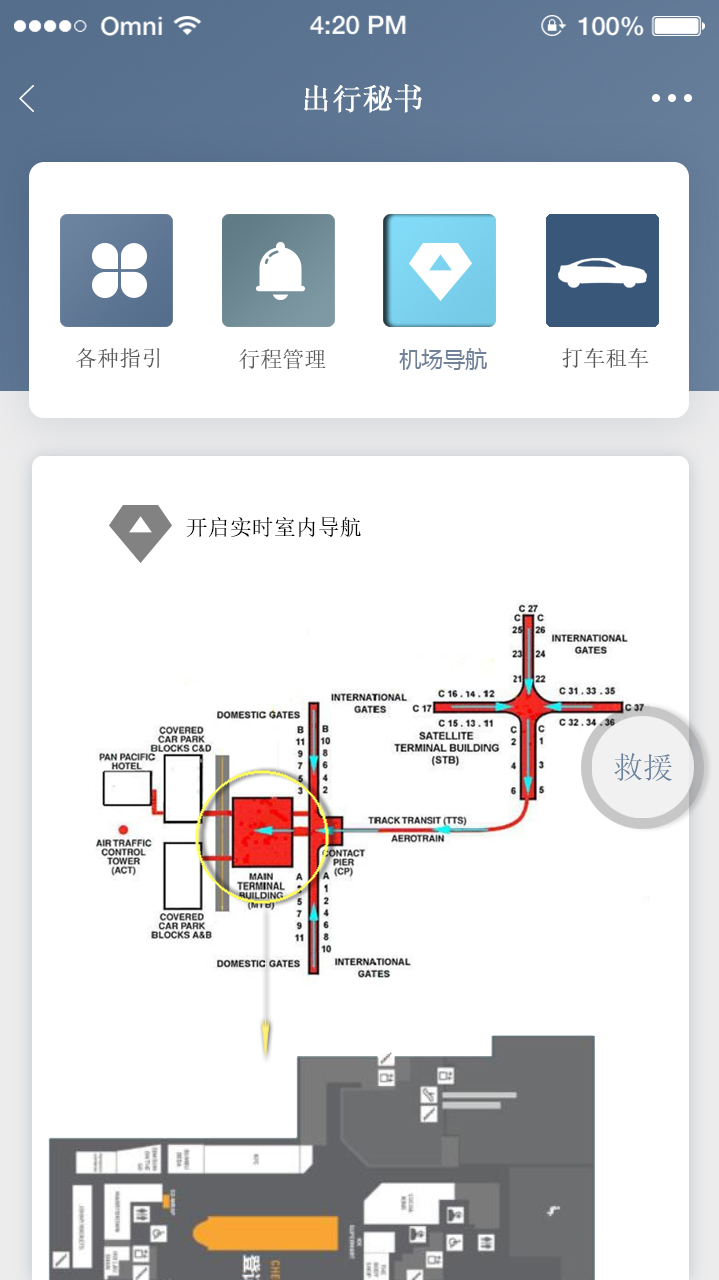 Omni 4:20 PM 100%
出行秘书
各种指引 行程管理 机场导航 打车租车
开启实时室内导航
C 27
C C
25 26
INTERNATIONAL
GATES
23 24
21 22
C 16 . 14 . 12 C 31 . 33 . 35
C 17 C 37
C 15 . 13 . 11 C 32 . 34 . 36
SATELLITE
TERMINAL BUILDING
(STB)
C C
2 1
4 3
6 5
INTERNATIONAL
GATES
DOMESTIC GATES
B B
11 10
9 8
7 6
5 4
3 2
COVERED
CAR PARK
BLOCKS C&D
PAN PACIFIC
HOTEL
救援
AIR TRAFFIC
CONTROL
TOWER
(ACT)
TRACK TRANSIT (TTS)
AEROTRAIN
CONTACT
PIER
(CP)
MAIN
TERMINAL
BUILDING
(MTB)
A A
1
2
5 4
7 6
9 8
11 10
COVERED
CAR PARK
BLOCKS A&B
DOMESTIC GATES
INTERNATIONAL
GATES
KFC